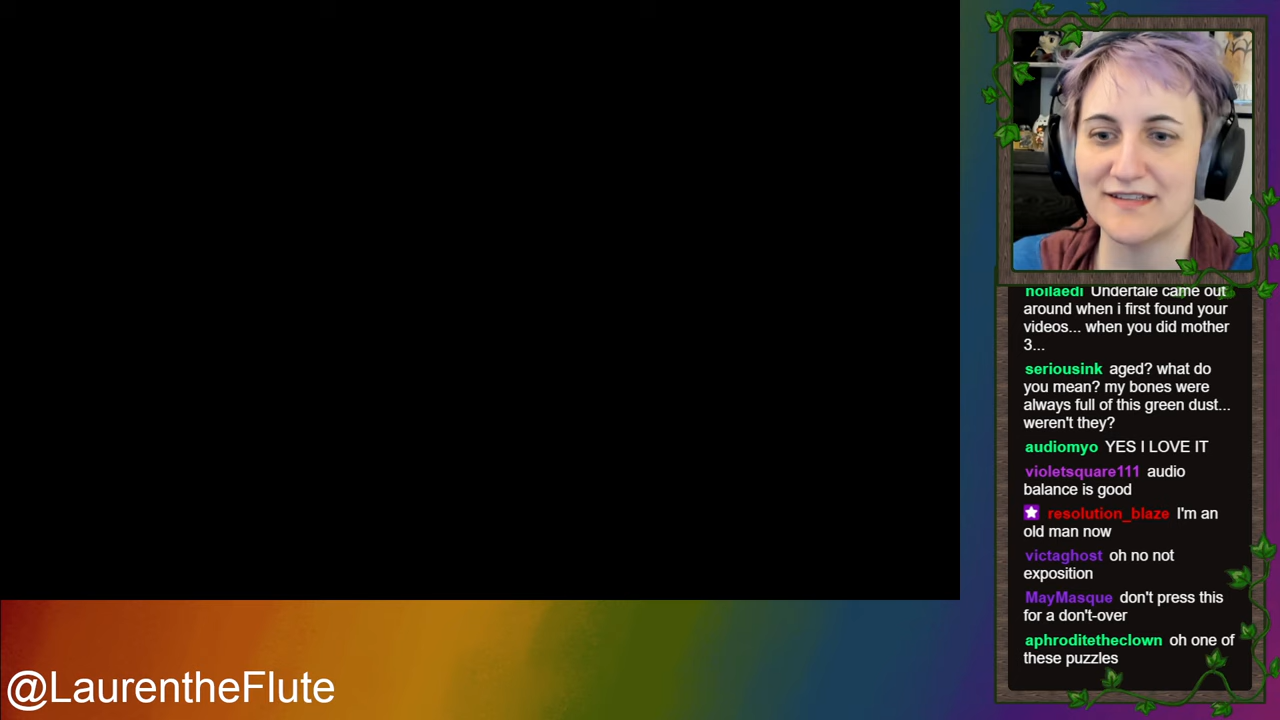 noilaedi Undertale came out
around when i first found your
videos... when you did mother
3...
seriousink aged? what do
you mean? my bones were
always full of this green dust...
weren't they?
audiomyo YES I LOVE IT
violetsquare111 audio
balance is good
resolution_blaze I'm an
old man now
victaghost oh no not
exposition
MayMasque don't press this
for a don't-over
aphroditetheclown oh one of
these puzzles
@LaurentheFlute